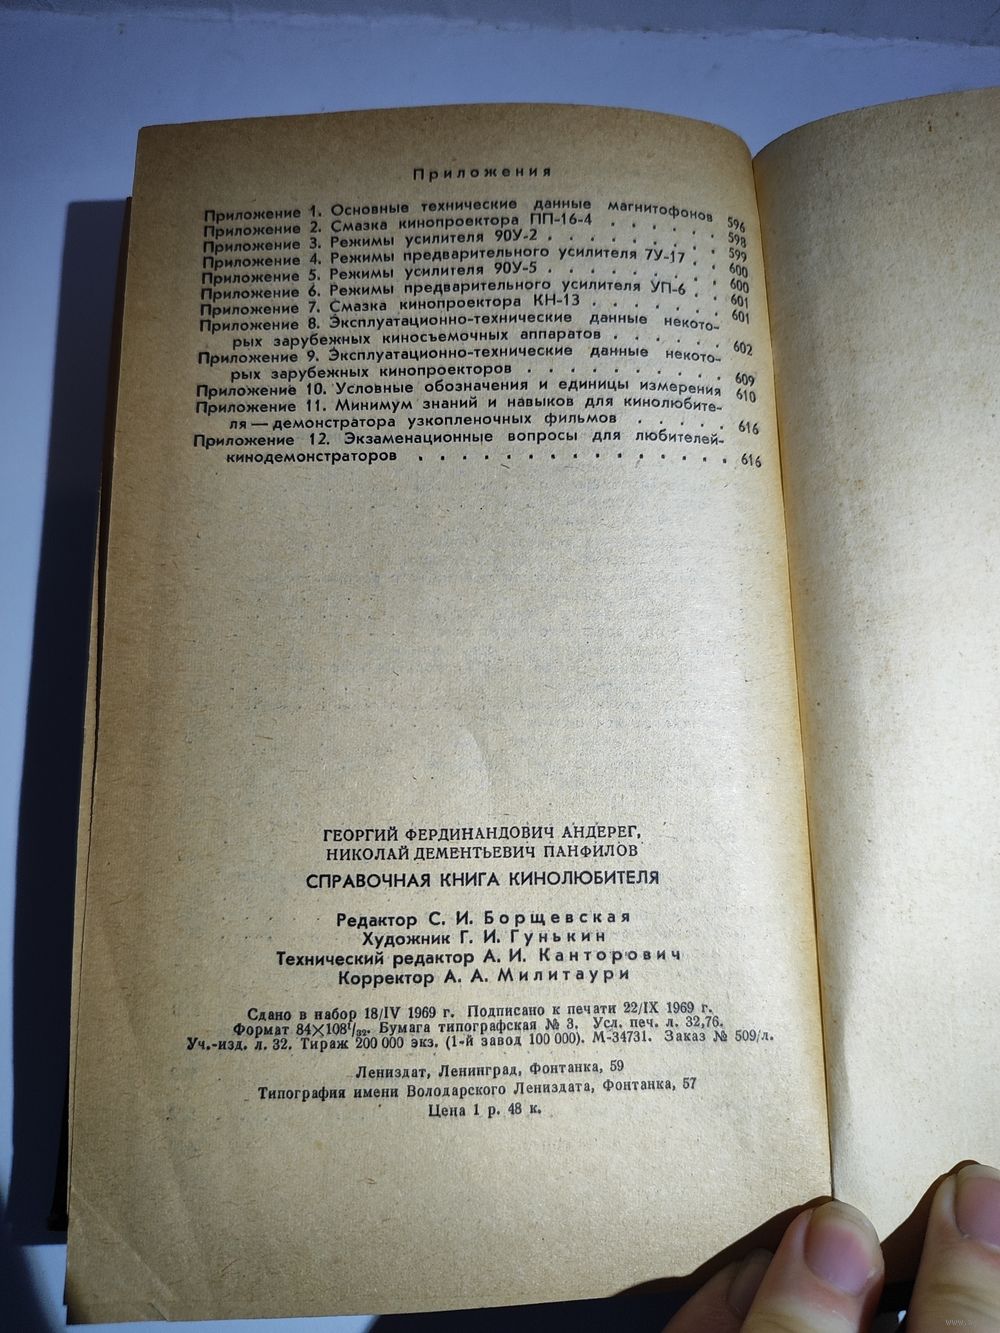 Приложения
Приложение 1. Основные технические данные магнитофонов 596
Приложение 2. Смазка кинопроектора ПП-16-4 . . . . . . 598
Приложение 3. Режимы усилителя 90У-2 . . . . . . . . 599
Приложение 4. Режимы предварительного усилителя 7У-17 . . 600
Приложение 5. Режимы усилителя 90У-5 . . . . . . . . 600
Приложение 6. Режимы предварительного усилителя УП-6 . . 601
Приложение 7. Смазка кинопроектора КН-13 . . . . . . 601
Приложение 8. Эксплуатационно-технические данные некото-
рых зарубежных киносъемочных аппаратов . . . . . . 602
Приложение 9. Эксплуатационно-технические данные некото-
рых зарубежных кинопроекторов . . . . . . . . . . 609
Приложение 10. Условные обозначения и единицы измерения 610
Приложение 11. Минимум знаний и навыков для кинолюбите-
ля — демонстратора узкопленочных фильмов . . . . . 616
Приложение 12. Экзаменационные вопросы для любителей-
кинодемонстраторов . . . . . . . . . . . . . . . 616
ГЕОРГИЙ ФЕРДИНАНДОВИЧ АНДЕРЕГ,
НИКОЛАЙ ДЕМЕНТЬЕВИЧ ПАНФИЛОВ
СПРАВОЧНАЯ КНИГА КИНОЛЮБИТЕЛЯ
Редактор С. И. Борщевская
Художник Г. И. Гунькин
Технический редактор А. И. Канторович
Корректор А. А. Милитаури
Сдано в набор 18/IV 1969 г. Подписано к печати 22/IX 1969 г.
Формат 84×108¹/₃₂. Бумага типографская № 3. Усл. печ. л. 32,76.
Уч.-изд. л. 32. Тираж 200 000 экз. (1-й завод 100 000). М-34731. Заказ № 509/л.
Лениздат, Ленинград, Фонтанка, 59
Типография имени Володарского Лениздата, Фонтанка, 57
Цена 1 р. 48 к.